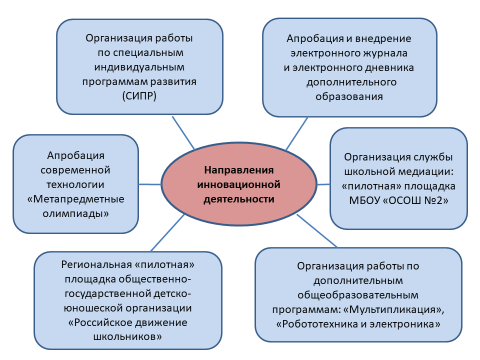 Организация работы
по специальным
индивидуальным
программам развития
(СИПР)
Апробация и внедрение
электронного журнала
и электронного дневника
дополнительного
образования
Апробация
современной
технологии
«Метапредметные
олимпиады»
Направления
инновационной
деятельности
Организация службы
школьной медиации:
«пилотная» площадка
МБОУ «ОСОШ №2»
Региональная «пилотная»
площадка общественно-
государственной детско-
юношеской организации
«Российское движение
школьников»
Организация работы по
дополнительным
общеобразовательным
программам: «Мультипликация»,
«Робототехника и электроника»